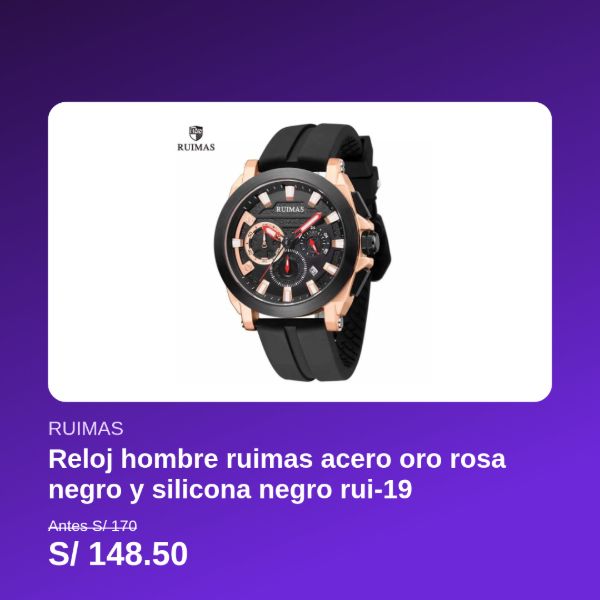 RUIMAS
RUIMAS
RUIMAS
Reloj hombre ruimas acero oro rosa
negro y silicona negro rui-19
Antes S/ 170
S/ 148.50